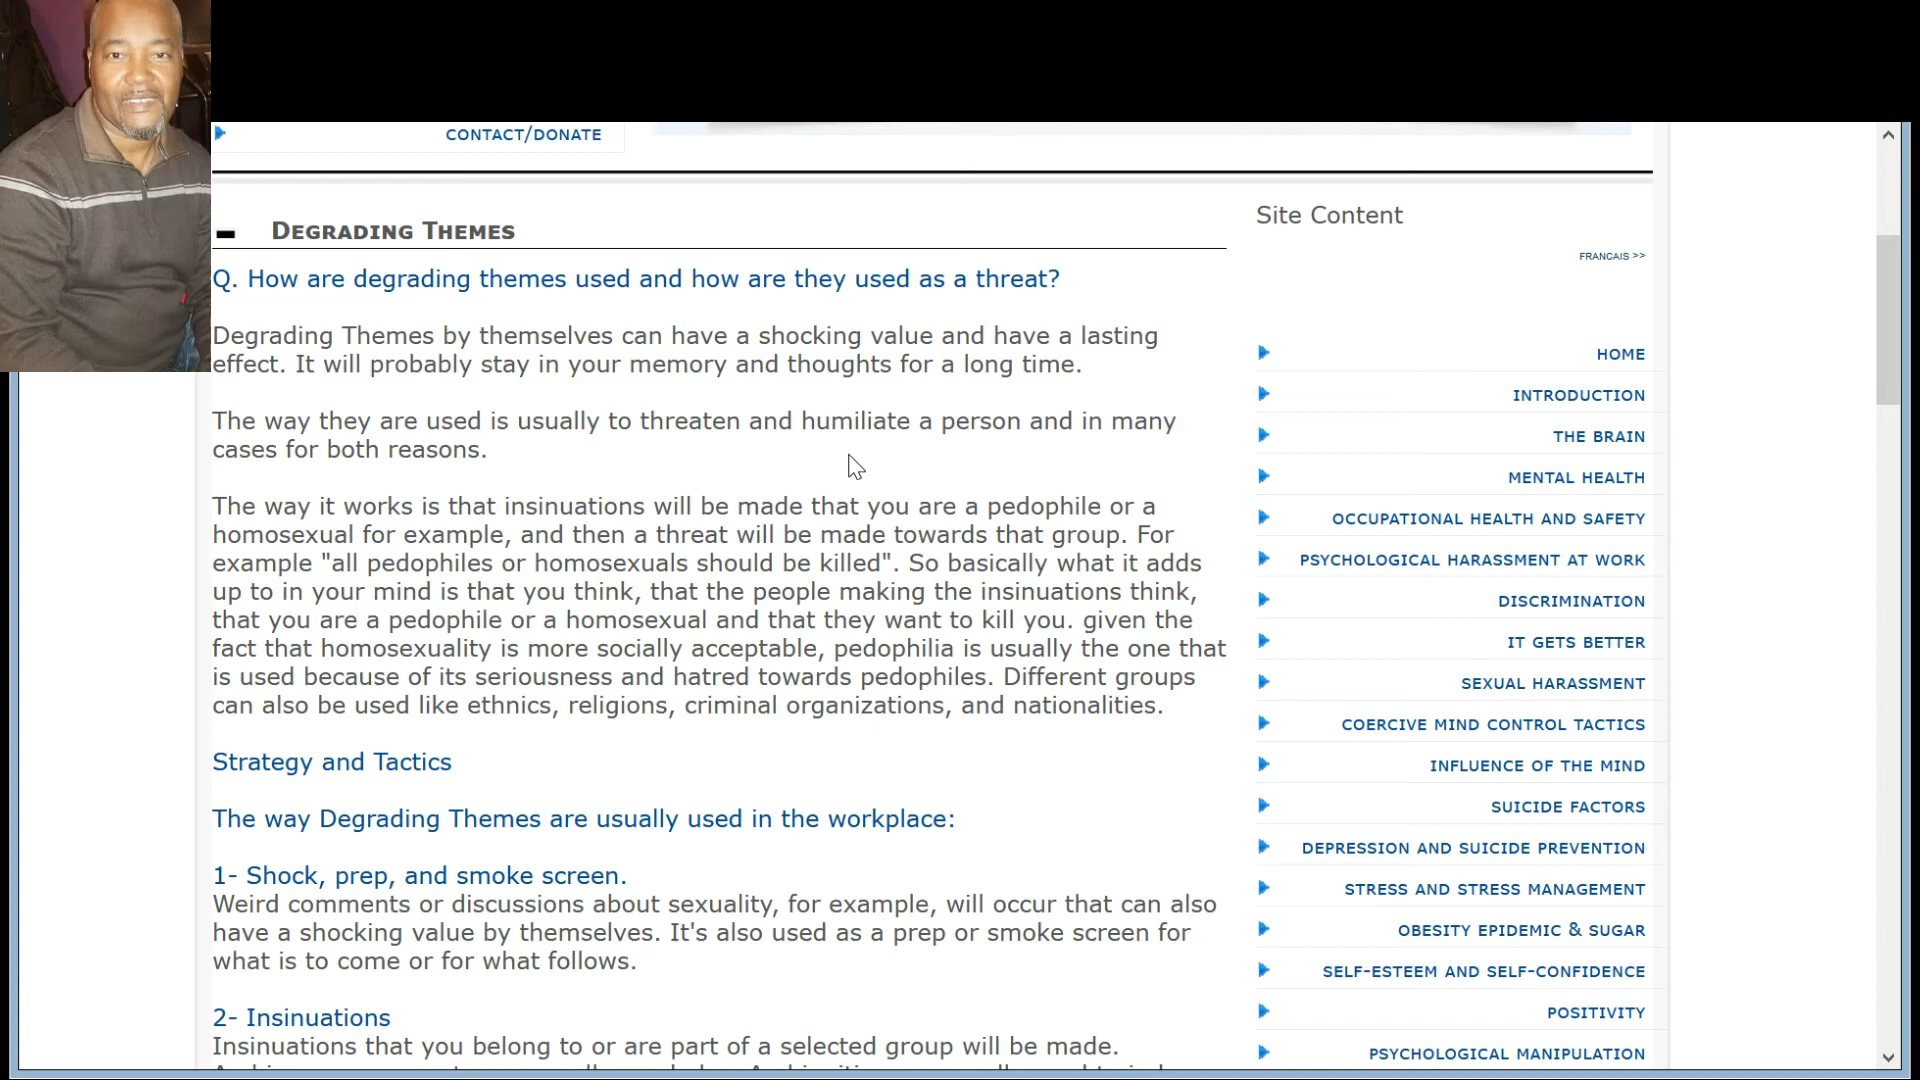 CONTACT/DONATE
DEGRADING THEMES
Q. How are degrading themes used and how are they used as a threat?
Degrading Themes by themselves can have a shocking value and have a lasting
effect. It will probably stay in your memory and thoughts for a long time.
The way they are used is usually to threaten and humiliate a person and in many
cases for both reasons.
The way it works is that insinuations will be made that you are a pedophile or a
homosexual for example, and then a threat will be made towards that group. For
example "all pedophiles or homosexuals should be killed". So basically what it adds
up to in your mind is that you think, that the people making the insinuations think,
that you are a pedophile or a homosexual and that they want to kill you. given the
fact that homosexuality is more socially acceptable, pedophilia is usually the one that
is used because of its seriousness and hatred towards pedophiles. Different groups
can also be used like ethnics, religions, criminal organizations, and nationalities.
Strategy and Tactics
The way Degrading Themes are usually used in the workplace:
1- Shock, prep, and smoke screen.
Weird comments or discussions about sexuality, for example, will occur that can also
have a shocking value by themselves. It's also used as a prep or smoke screen for
what is to come or for what follows.
2- Insinuations
Insinuations that you belong to or are part of a selected group will be made.
Site Content
FRANCAIS >>
HOME
INTRODUCTION
THE BRAIN
MENTAL HEALTH
OCCUPATIONAL HEALTH AND SAFETY
PSYCHOLOGICAL HARASSMENT AT WORK
DISCRIMINATION
IT GETS BETTER
SEXUAL HARASSMENT
COERCIVE MIND CONTROL TACTICS
INFLUENCE OF THE MIND
SUICIDE FACTORS
DEPRESSION AND SUICIDE PREVENTION
STRESS AND STRESS MANAGEMENT
OBESITY EPIDEMIC & SUGAR
SELF-ESTEEM AND SELF-CONFIDENCE
POSITIVITY
PSYCHOLOGICAL MANIPULATION